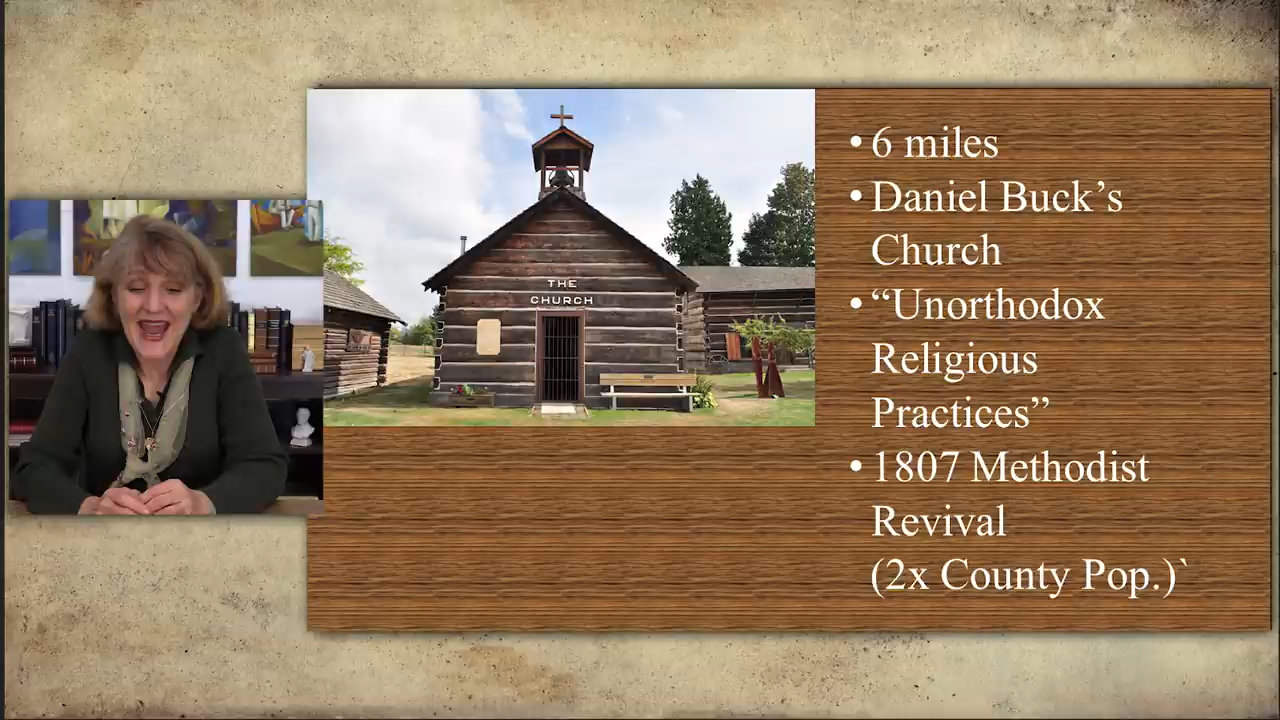 THE
CHURCH
• 6 miles
• Daniel Buck’s
Church
• “Unorthodox
Religious
Practices”
• 1807 Methodist
Revival
(2x County Pop.)`